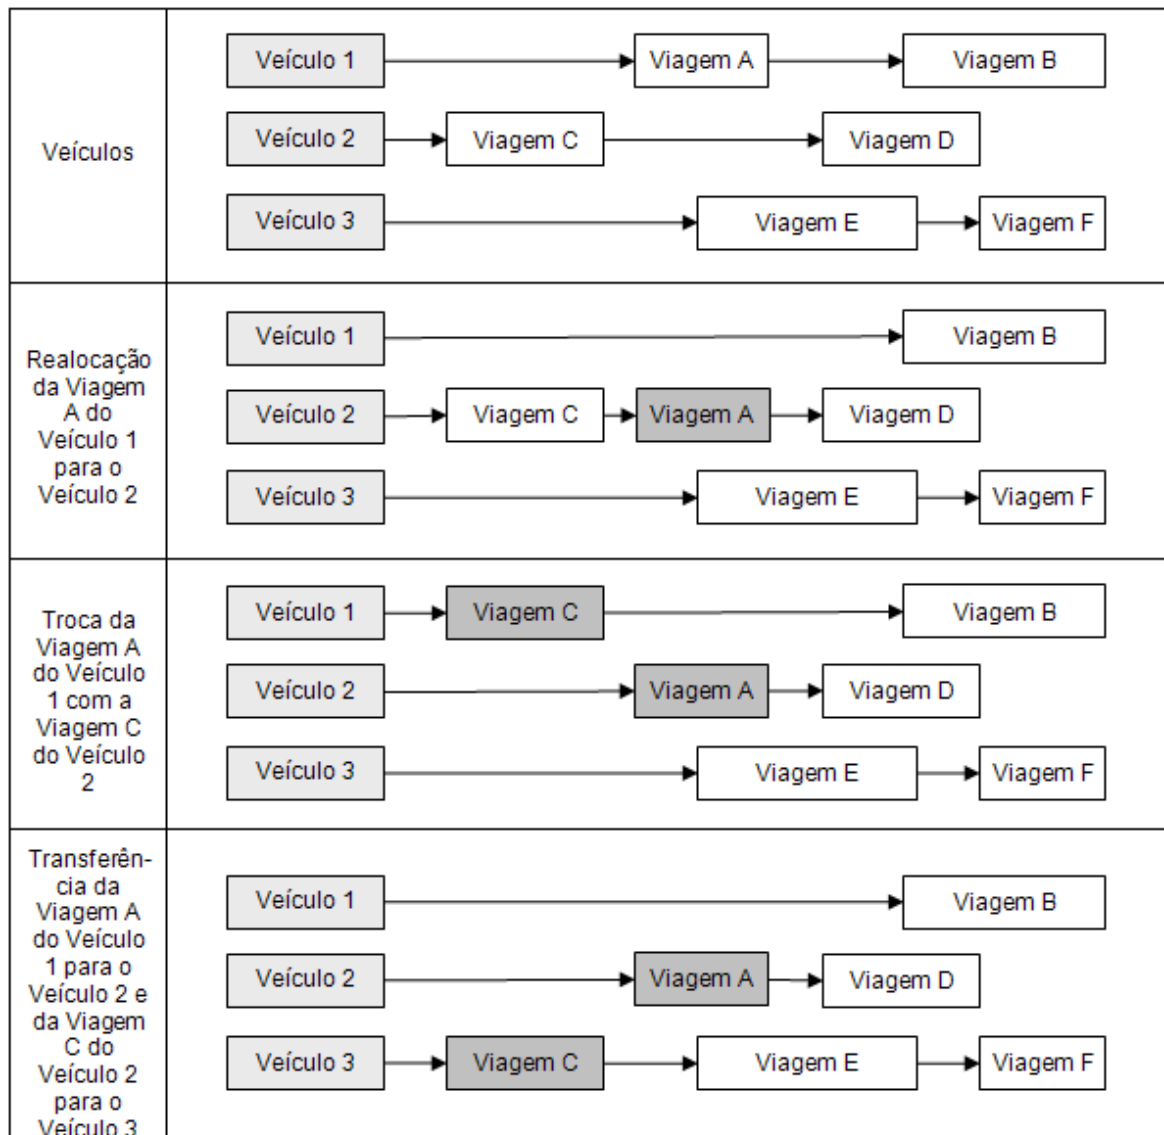 Veículos
Veículo 1 Viagem A Viagem B
Veículo 2 Viagem C Viagem D
Veículo 3 Viagem E Viagem F
Realocação
da Viagem
A do
Veículo 1
para o
Veículo 2
Veículo 1 Viagem B
Veículo 2 Viagem C Viagem A Viagem D
Veículo 3 Viagem E Viagem F
Troca da
Viagem A
do Veículo
1 com a
Viagem C
do Veículo
2
Veículo 1 Viagem C Viagem B
Veículo 2 Viagem A Viagem D
Veículo 3 Viagem E Viagem F
Transferên-
cia da
Viagem A
do Veículo
1 para o
Veículo 2 e
da Viagem
C do
Veículo 2
para o
Veículo 3
Veículo 1 Viagem B
Veículo 2 Viagem A Viagem D
Veículo 3 Viagem C Viagem E Viagem F